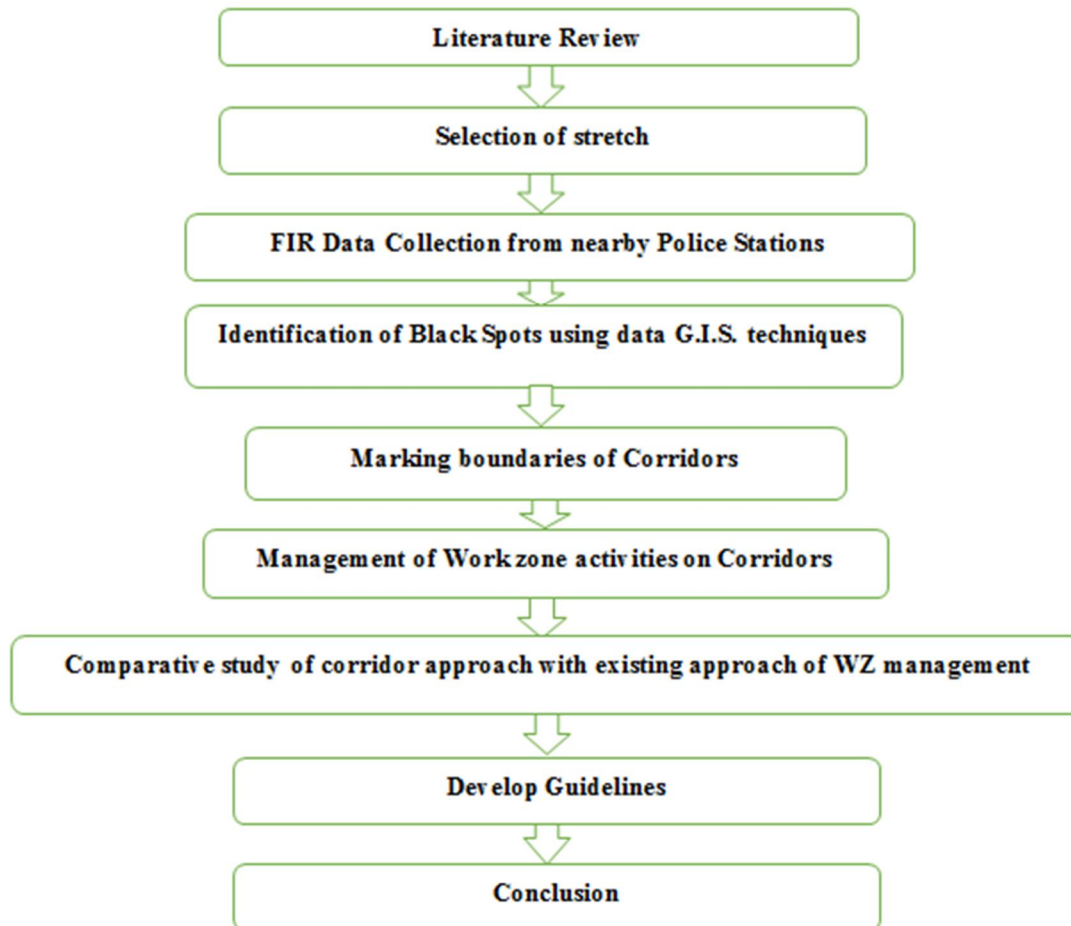 Literature Review
Selection of stretch
FIR Data Collection from nearby Police Stations
Identification of Black Spots using data G.I.S. techniques
Marking boundaries of Corridors
Management of Work zone activities on Corridors
Comparative study of corridor approach with existing approach of WZ management
Develop Guidelines
Conclusion